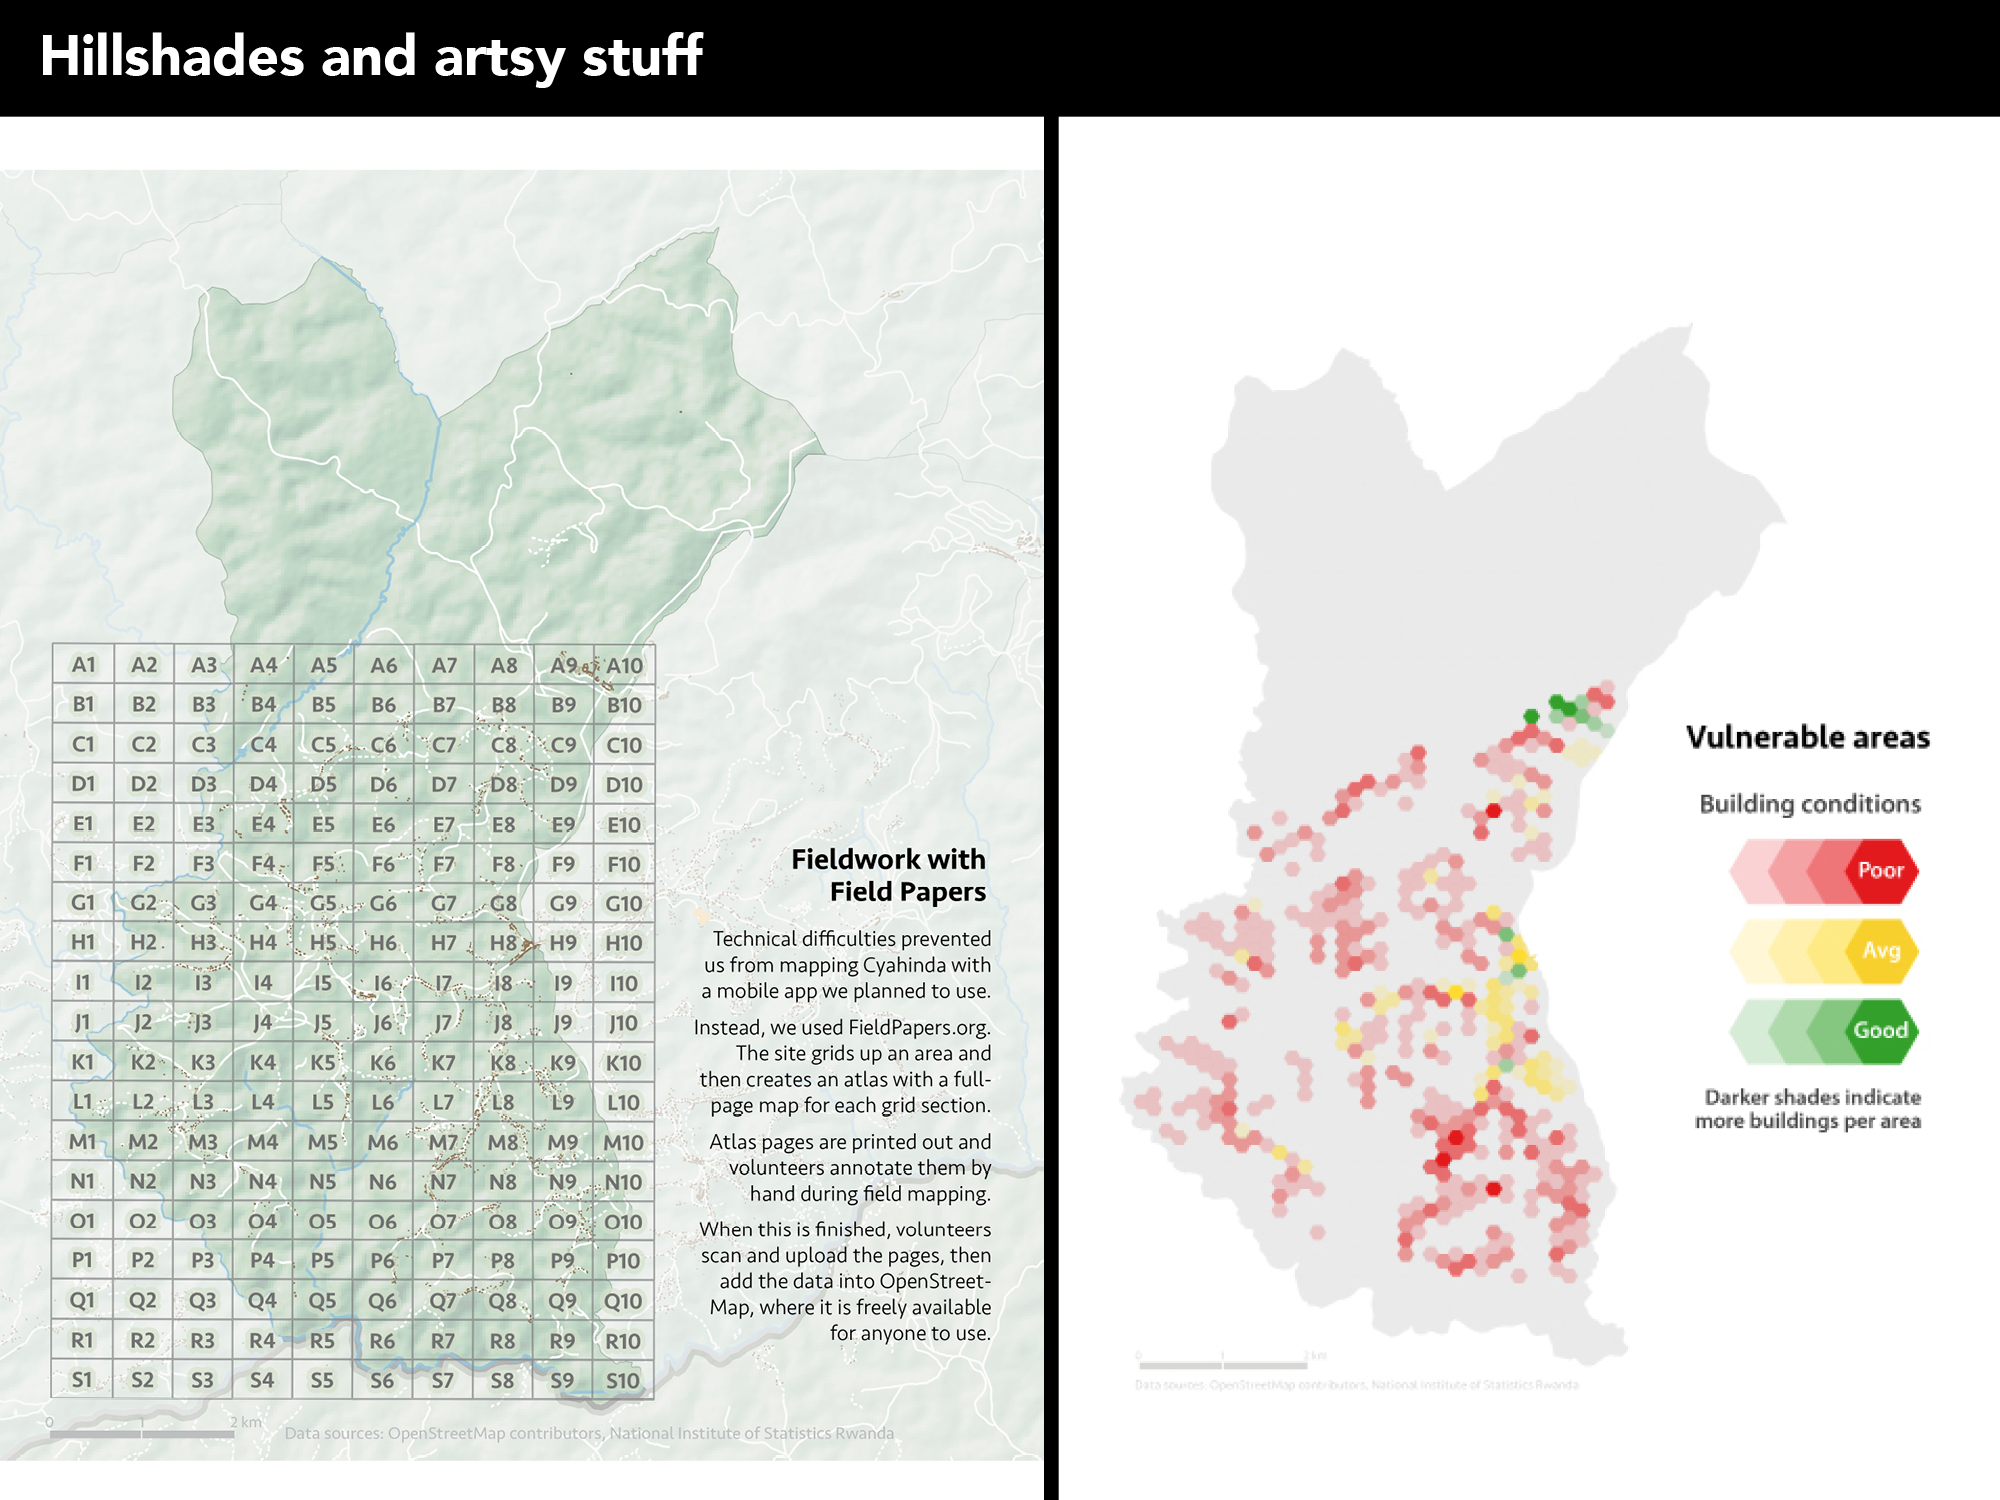 Hillshades and artsy stuff
A1 A2 A3 A4 A5 A6 A7 A8 A9 A10
B1 B2 B3 B4 B5 B6 B7 B8 B9 B10
C1 C2 C3 C4 C5 C6 C7 C8 C9 C10
D1 D2 D3 D4 D5 D6 D7 D8 D9 D10
E1 E2 E3 E4 E5 E6 E7 E8 E9 E10
F1 F2 F3 F4 F5 F6 F7 F8 F9 F10
G1 G2 G3 G4 G5 G6 G7 G8 G9 G10
H1 H2 H3 H4 H5 H6 H7 H8 H9 H10
I1 I2 I3 I4 I5 I6 I7 I8 I9 I10
J1 J2 J3 J4 J5 J6 J7 J8 J9 J10
K1 K2 K3 K4 K5 K6 K7 K8 K9 K10
L1 L2 L3 L4 L5 L6 L7 L8 L9 L10
M1 M2 M3 M4 M5 M6 M7 M8 M9 M10
N1 N2 N3 N4 N5 N6 N7 N8 N9 N10
O1 O2 O3 O4 O5 O6 O7 O8 O9 O10
P1 P2 P3 P4 P5 P6 P7 P8 P9 P10
Q1 Q2 Q3 Q4 Q5 Q6 Q7 Q8 Q9 Q10
R1 R2 R3 R4 R5 R6 R7 R8 R9 R10
S1 S2 S3 S4 S5 S6 S7 S8 S9 S10
Fieldwork with
Field Papers
Technical difficulties prevented
us from mapping Cyahinda with
a mobile app we planned to use.
Instead, we used FieldPapers.org.
The site grids up an area and
then creates an atlas with a full-
page map for each grid section.
Atlas pages are printed out and
volunteers annotate them by
hand during field mapping.
When this is finished, volunteers
scan and upload the pages, then
add the data into OpenStreet-
Map, where it is freely available
for anyone to use.
0 1 2 km
Data sources: OpenStreetMap contributors, National Institute of Statistics Rwanda
Vulnerable areas
Building conditions
Poor
Avg
Good
Darker shades indicate
more buildings per area
0 1 2 km
Data sources: OpenStreetMap contributors, National Institute of Statistics Rwanda